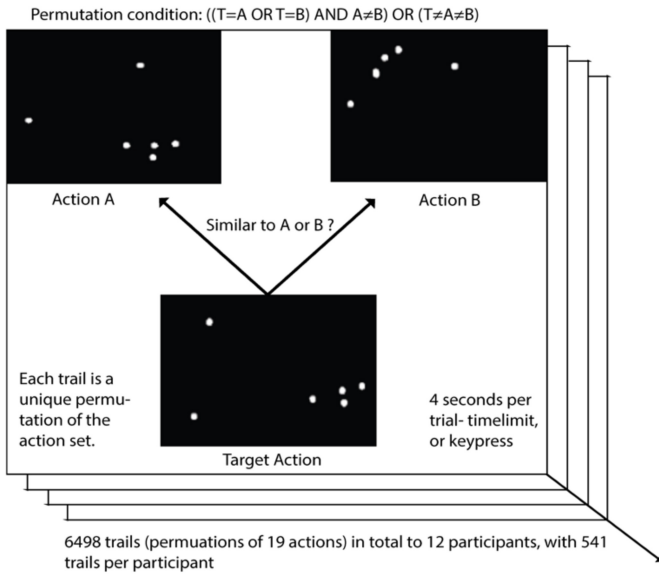 Permutation condition: ((T=A OR T=B) AND A≠B) OR (T≠A≠B)
Action A
Action B
Similar to A or B ?
Each trail is a
unique permu-
tation of the
action set.
4 seconds per
trial- timelimit,
or keypress
Target Action
6498 trails (permuations of 19 actions) in total to 12 participants, with 541
trails per participant